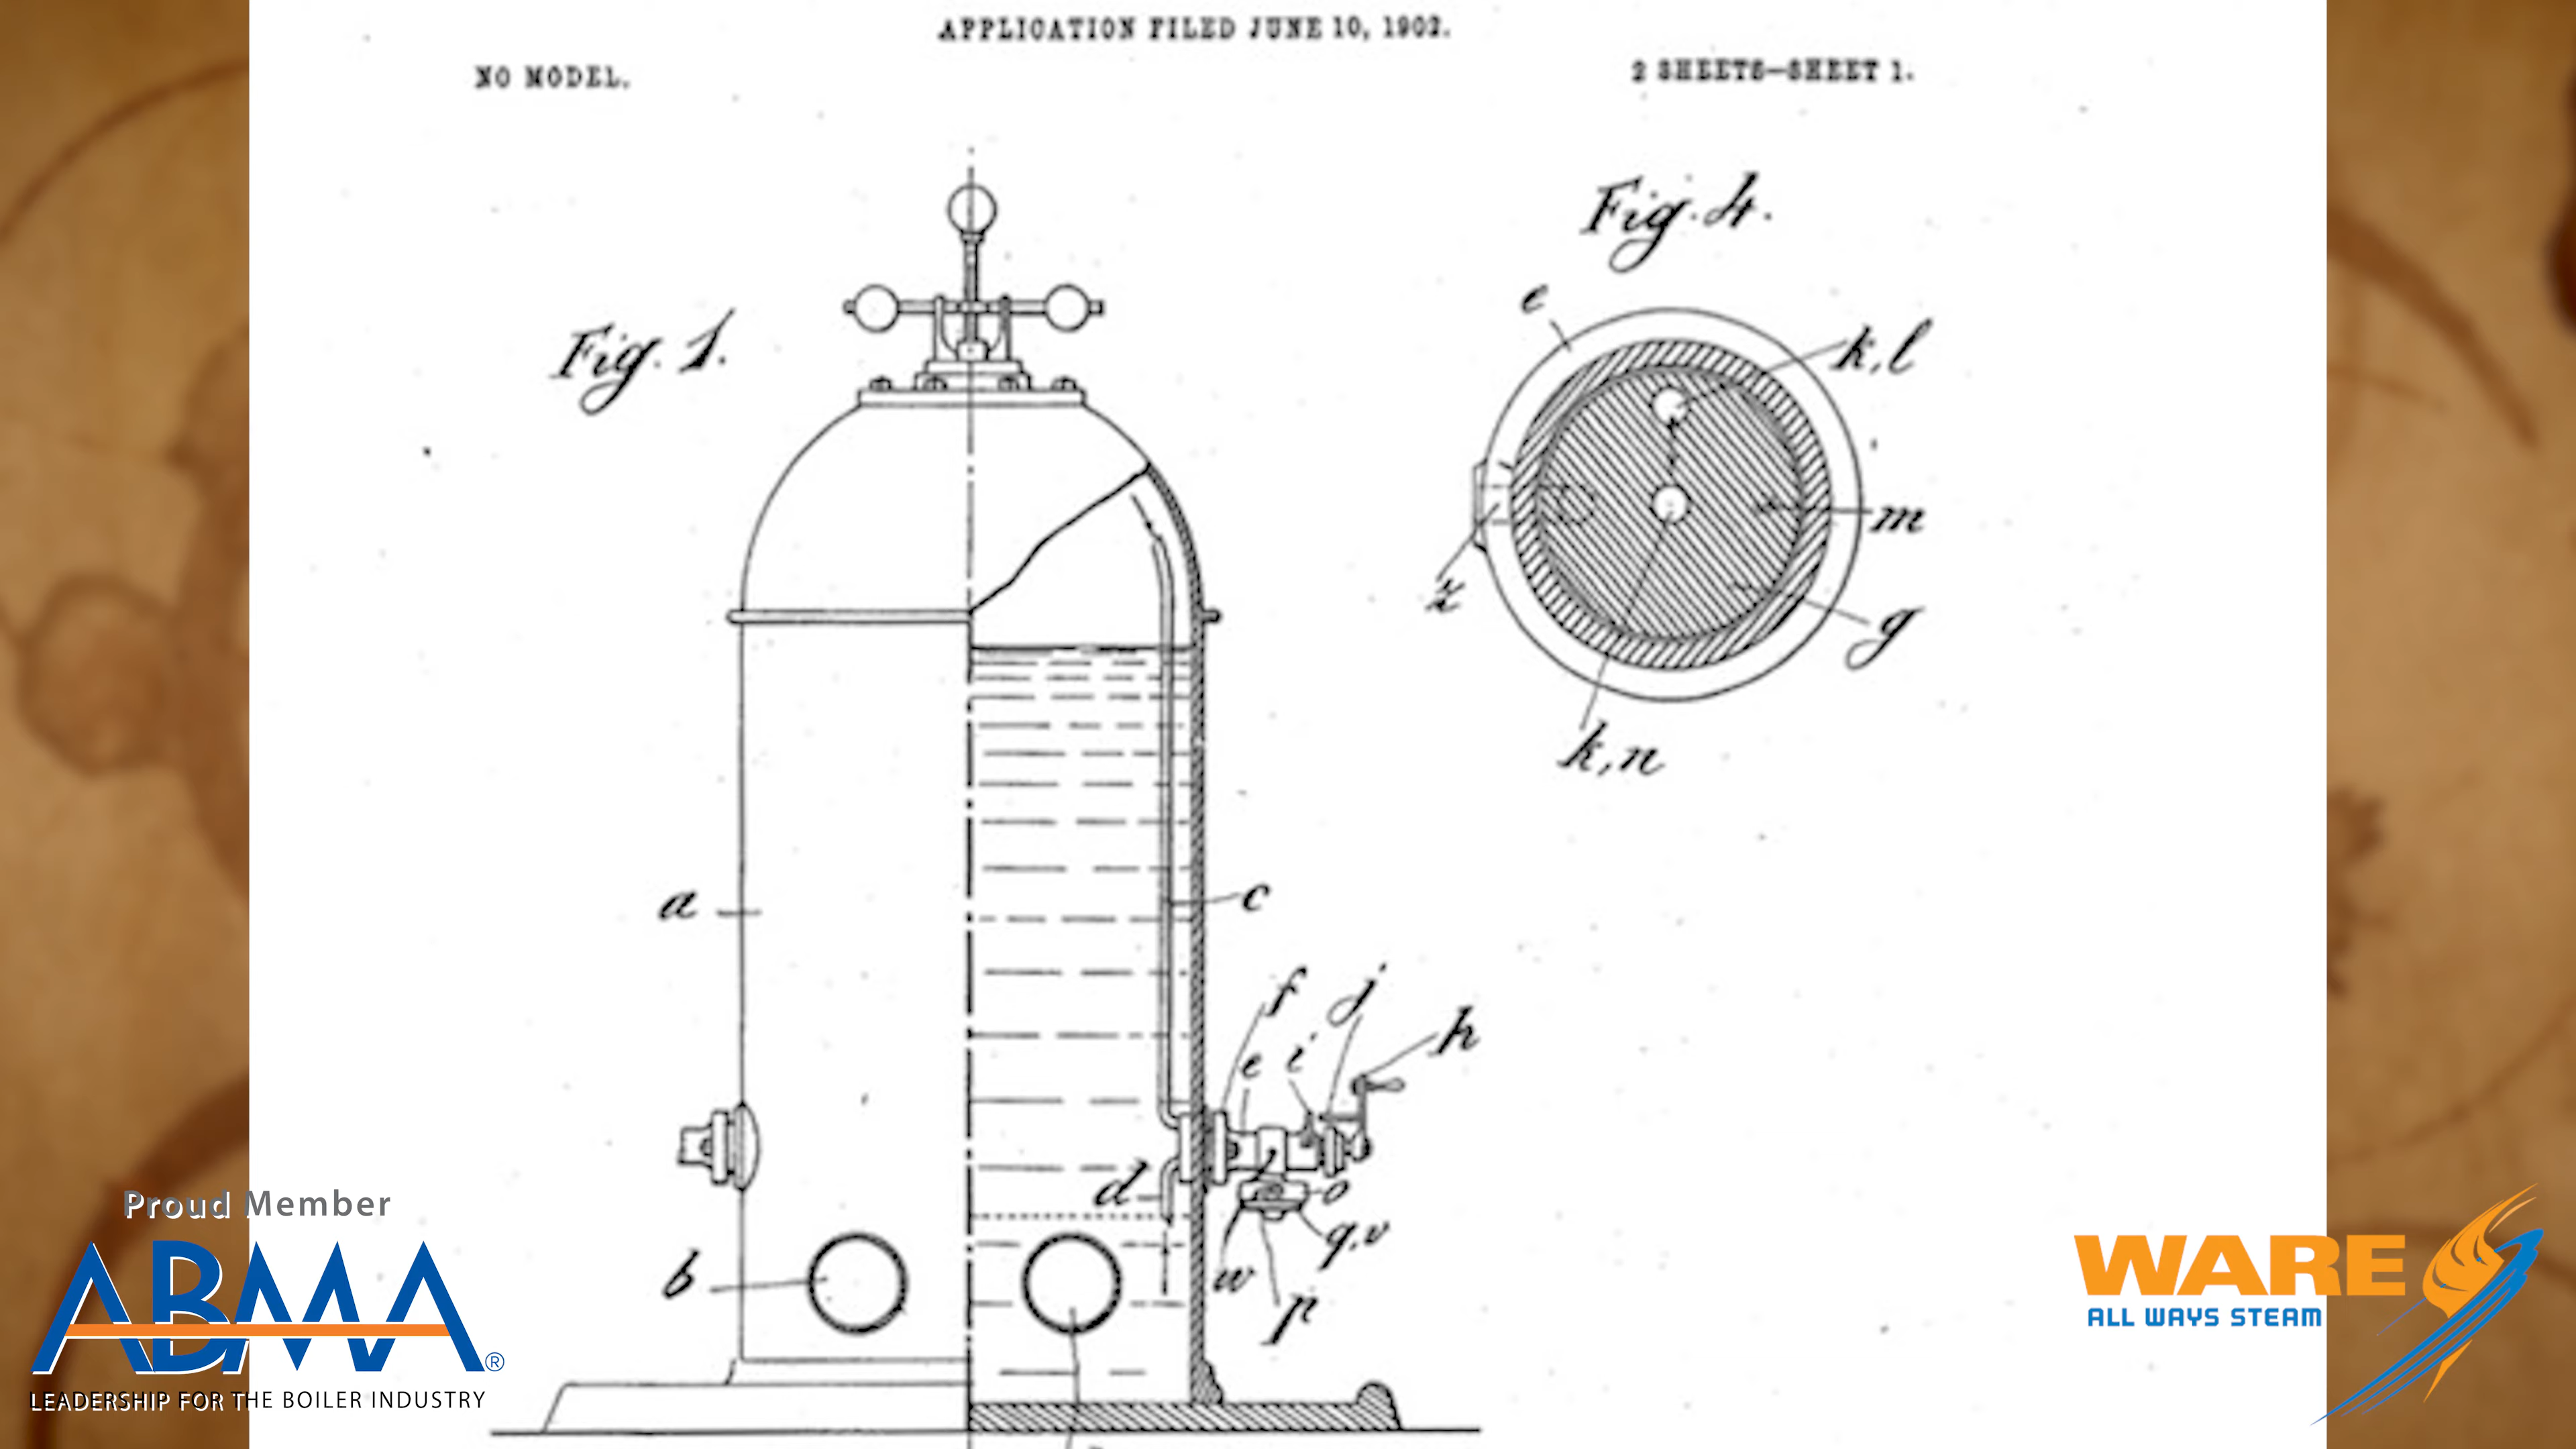 APPLICATION FILED JUNE 10, 1902.
NO MODEL.
2 SHEETS—SHEET 1.
Fig. 4.
Fig. 1.
e
k, l
m
z
g
k, n
a
c
f
j
h
e
i
d
o
q, v
b
w
p
Proud Member
ABMA®
LEADERSHIP FOR THE BOILER INDUSTRY
WARE
ALL WAYS STEAM